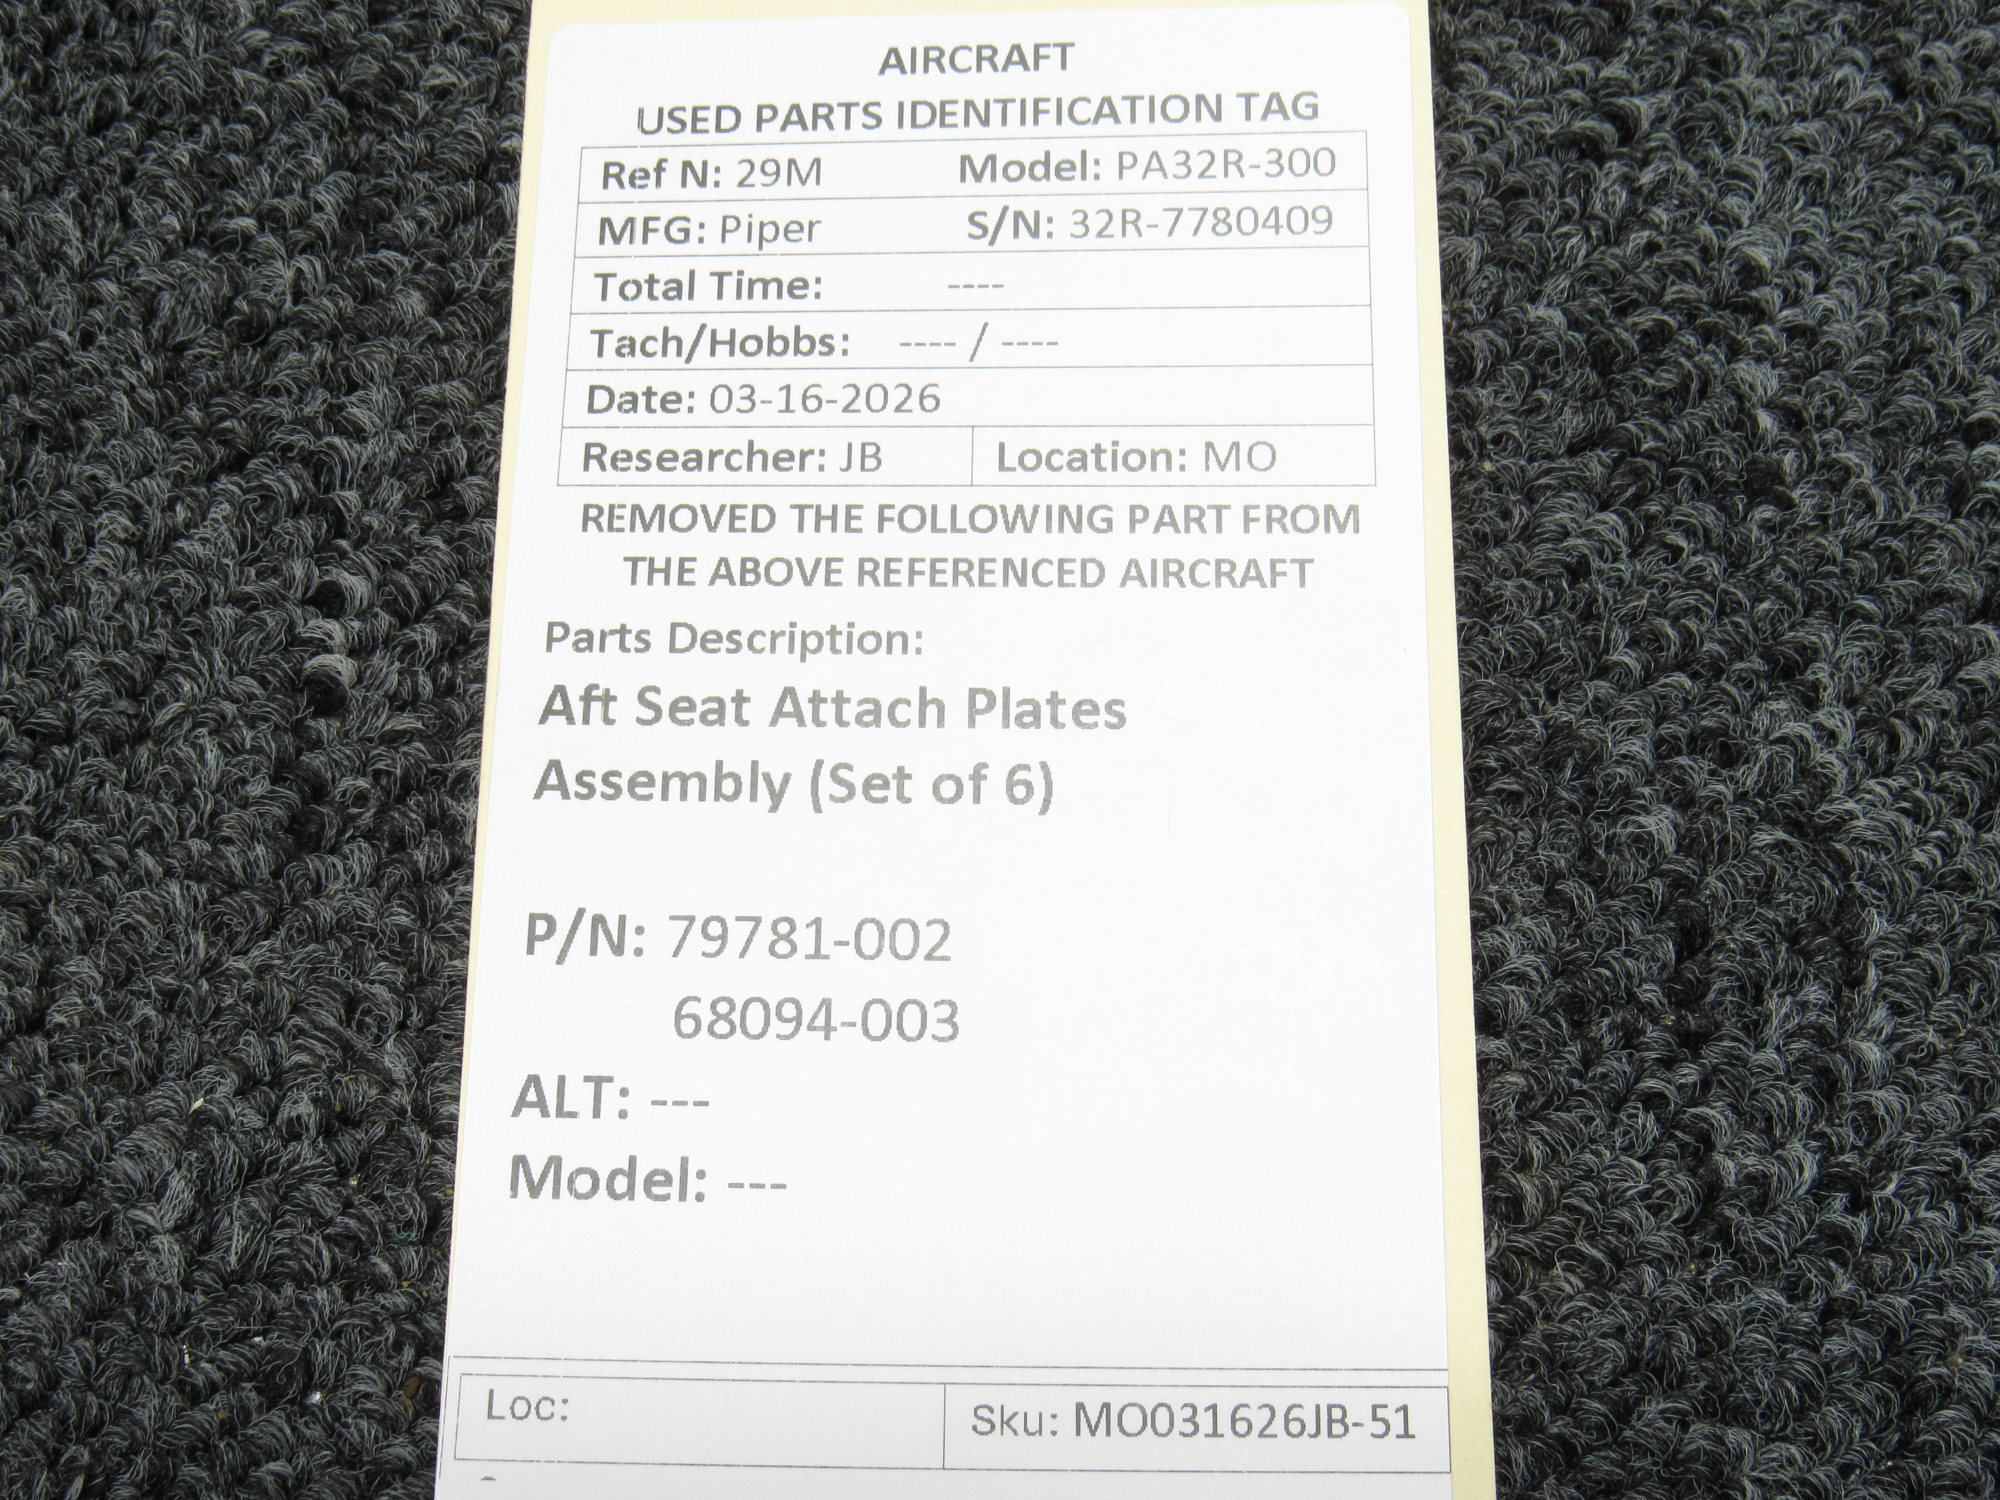 AIRCRAFT
USED PARTS IDENTIFICATION TAG
Ref N: 29M Model: PA32R-300
MFG: Piper S/N: 32R-7780409
Total Time: ----
Tach/Hobbs: ---- / ----
Date: 03-16-2026
Researcher: JB Location: MO
REMOVED THE FOLLOWING PART FROM
THE ABOVE REFERENCED AIRCRAFT
Parts Description:
Aft Seat Attach Plates
Assembly (Set of 6)
P/N: 79781-002
68094-003
ALT: ---
Model: ---
Loc: Sku: MO031626JB-51